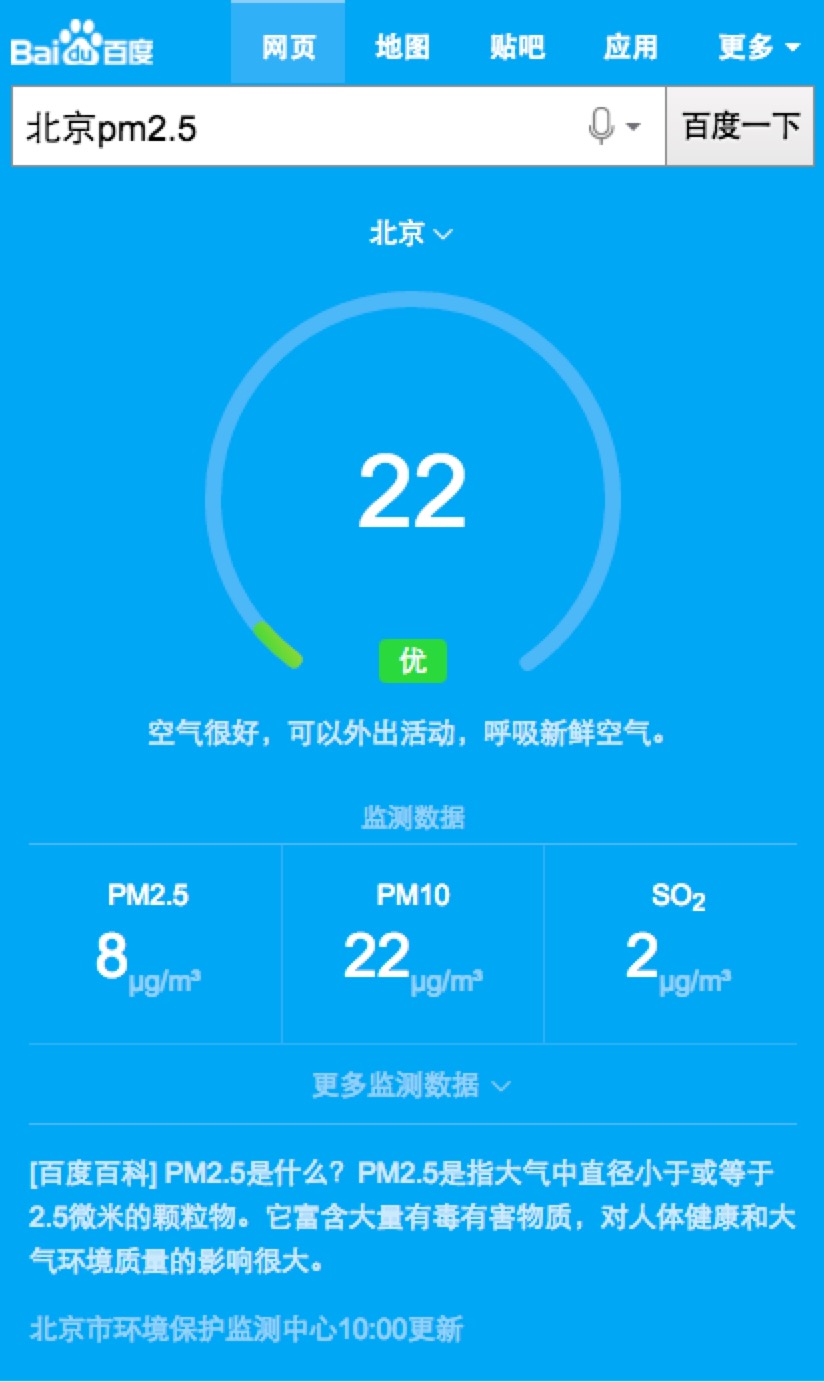 Bai du 百度 网页 地图 贴吧 应用 更多
北京pm2.5 百度一下
北京
22
优
空气很好，可以外出活动，呼吸新鲜空气。
监测数据
PM2.5 PM10 SO₂
8 μg/m³ 22 μg/m³ 2 μg/m³
更多监测数据
[百度百科] PM2.5是什么？PM2.5是指大气中直径小于或等于
2.5微米的颗粒物。它富含大量有毒有害物质，对人体健康和大
气环境质量的影响很大。
北京市环境保护监测中心10:00更新